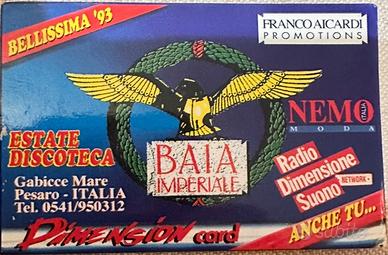 BELLISSIMA '93
FRANCO AICARDI
PROMOTIONS
NEMO
ITALIA
MODA
ESTATE
DISCOTECA
BAIA
IMPERIALE
Gabicce Mare
Pesaro - ITALIA
Tel. 0541/950312
Radio
Dimensione
Suono
NETWORK
ANCHE TU...
DIMENSION card